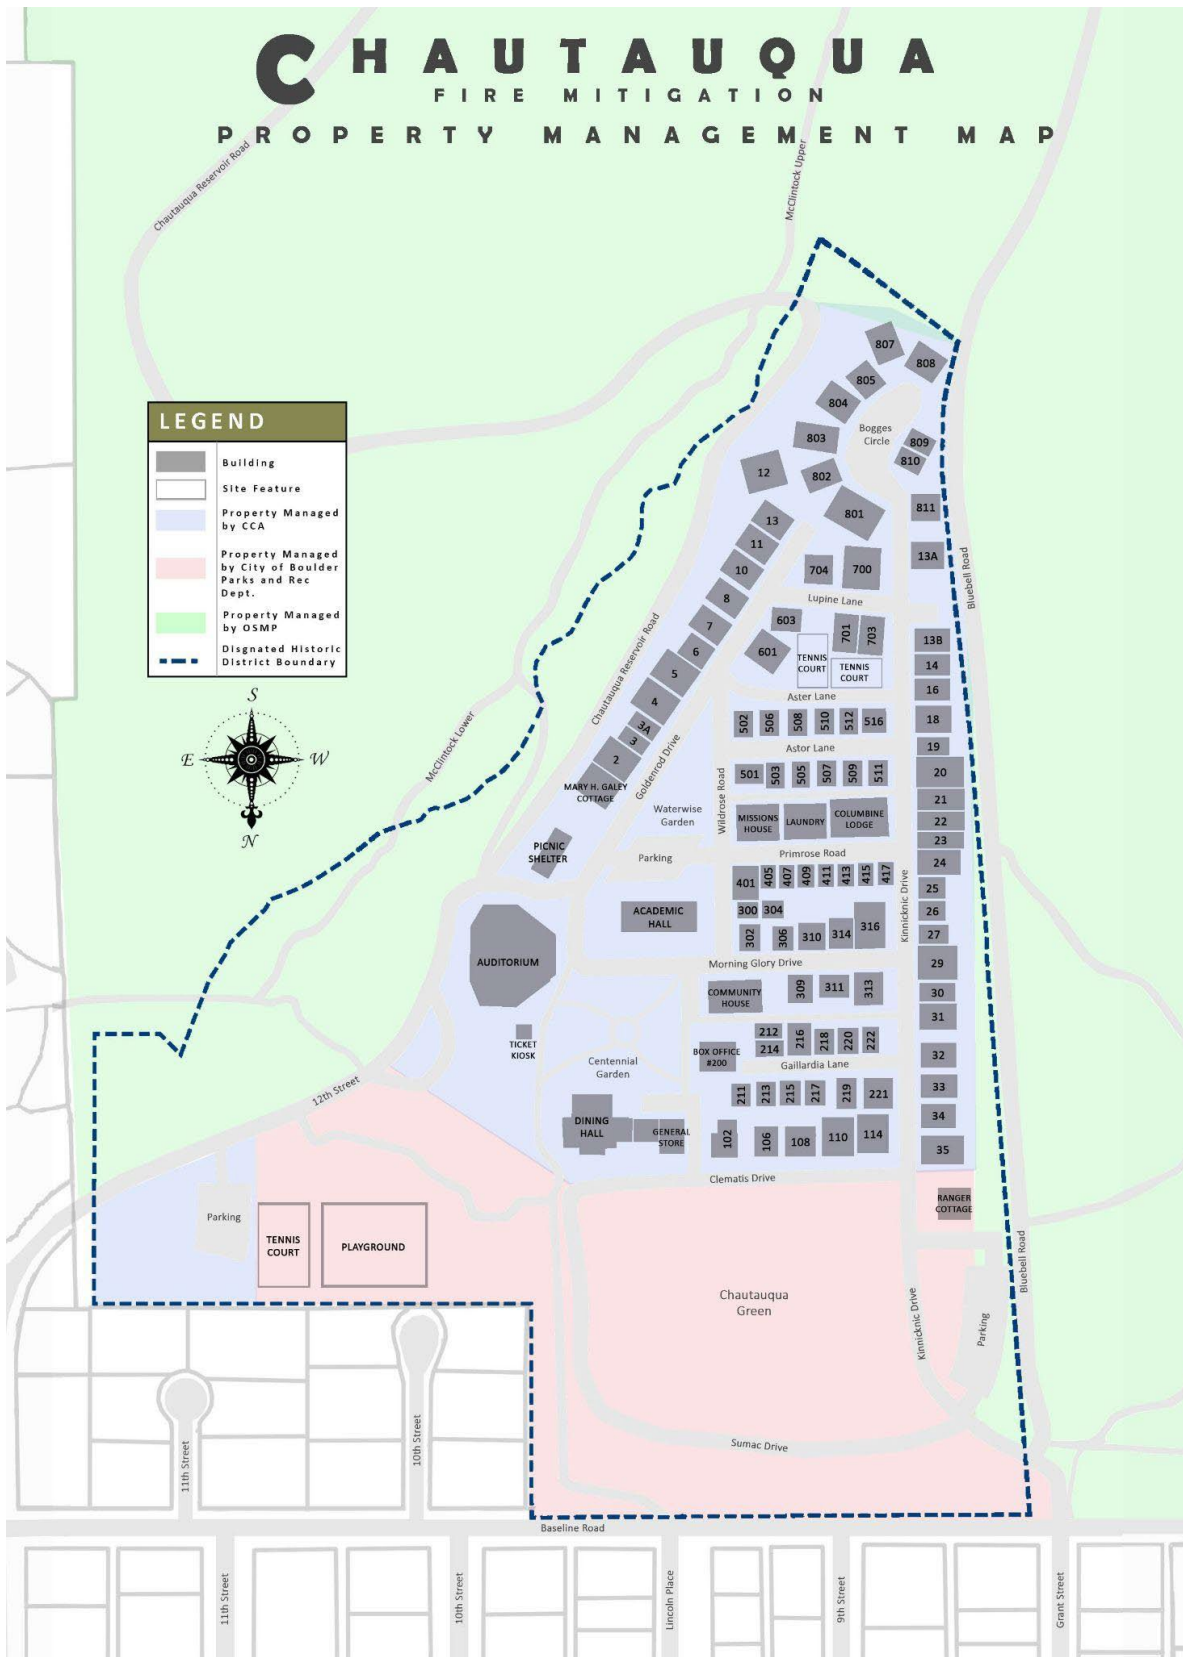 CHAUTAUQUA
FIRE MITIGATION
PROPERTY MANAGEMENT MAP
Chautauqua Reservoir Road
McClintock Upper
LEGEND
Building
Site Feature
Property Managed
by CCA
Property Managed
by City of Boulder
Parks and Rec
Dept.
Property Managed
by OSMP
Disgnated Historic
District Boundary
S
E
W
N
807
808
805
804
Bogges
Circle
803
809
810
12
802
801
811
13
11
13A
10
704
700
Bluebell Road
8
Lupine Lane
7
603
701
703
13B
6
601
TENNIS
COURT
TENNIS
COURT
14
5
16
Chautauqua Reservoir Road
Aster Lane
4
502
506
508
510
512
516
18
3A
3
Astor Lane
19
2
Goldenrod Drive
McClintock Lower
501
503
505
507
509
511
20
MARY H. GALEY
COTTAGE
Wildrose Road
21
Waterwise
Garden
MISSIONS
HOUSE
LAUNDRY
COLUMBINE
LODGE
22
23
PICNIC
SHELTER
Parking
Primrose Road
24
401
405
407
409
411
413
415
417
25
Kinnicknic Drive
ACADEMIC
HALL
300
304
26
302
306
310
314
316
27
AUDITORIUM
Morning Glory Drive
29
COMMUNITY
HOUSE
309
311
313
30
31
TICKET
KIOSK
212
214
216
218
220
222
BOX OFFICE
#200
32
Centennial
Garden
Gaillardia Lane
12th Street
211
213
215
217
219
221
33
34
DINING
HALL
GENERAL
STORE
102
106
108
110
114
35
Clematis Drive
RANGER
COTTAGE
Parking
TENNIS
COURT
PLAYGROUND
Bluebell Road
Chautauqua
Green
Kinnicknic Drive
Parking
Sumac Drive
11th Street
10th Street
Baseline Road
11th Street
10th Street
Lincoln Place
9th Street
Grant Street